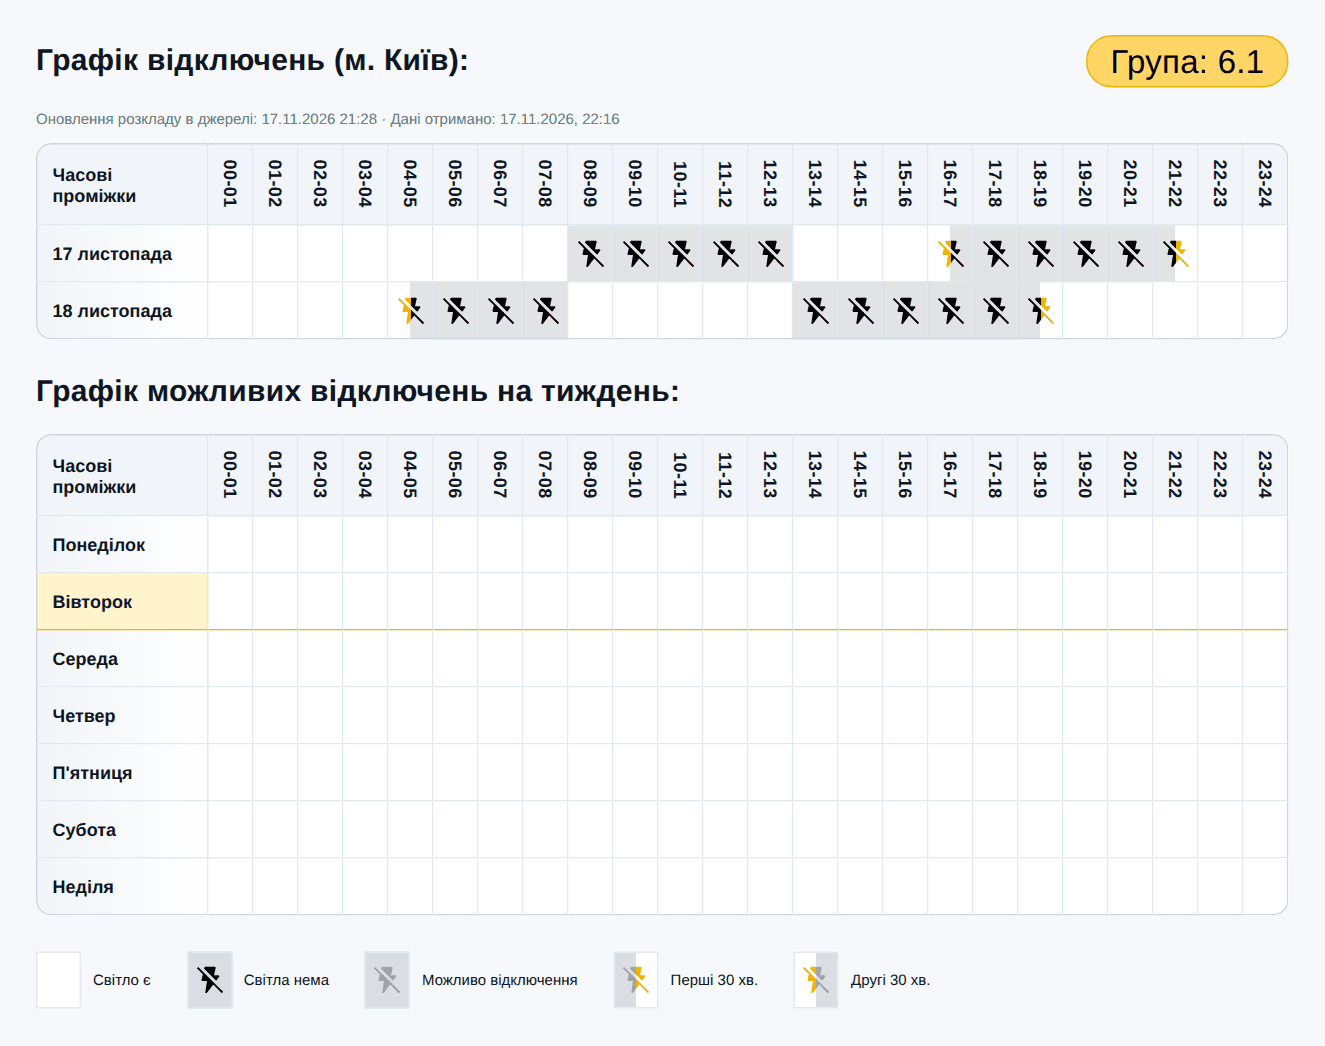 Графік відключень (м. Київ):
Група: 6.1
Оновлення розкладу в джерелі: 17.11.2026 21:28 · Дані отримано: 17.11.2026, 22:16
Часові
проміжки
00-01
01-02
02-03
03-04
04-05
05-06
06-07
07-08
08-09
09-10
10-11
11-12
12-13
13-14
14-15
15-16
16-17
17-18
18-19
19-20
20-21
21-22
22-23
23-24
17 листопада
18 листопада
Графік можливих відключень на тиждень:
Часові
проміжки
00-01
01-02
02-03
03-04
04-05
05-06
06-07
07-08
08-09
09-10
10-11
11-12
12-13
13-14
14-15
15-16
16-17
17-18
18-19
19-20
20-21
21-22
22-23
23-24
Понеділок
Вівторок
Середа
Четвер
П'ятниця
Субота
Неділя
Світло є
Світла нема
Можливо відключення
Перші 30 хв.
Другі 30 хв.